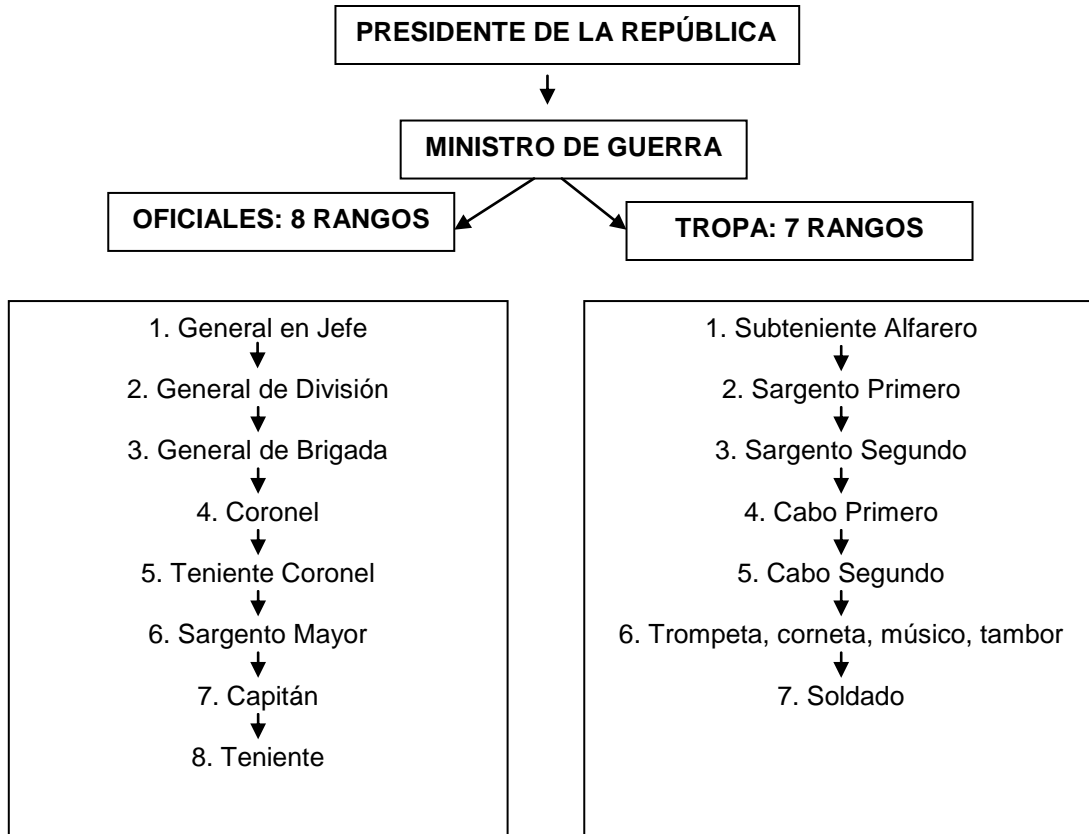 PRESIDENTE DE LA REPÚBLICA
MINISTRO DE GUERRA
OFICIALES: 8 RANGOS
TROPA: 7 RANGOS
1. General en Jefe
2. General de División
3. General de Brigada
4. Coronel
5. Teniente Coronel
6. Sargento Mayor
7. Capitán
8. Teniente
1. Subteniente Alfarero
2. Sargento Primero
3. Sargento Segundo
4. Cabo Primero
5. Cabo Segundo
6. Trompeta, corneta, músico, tambor
7. Soldado